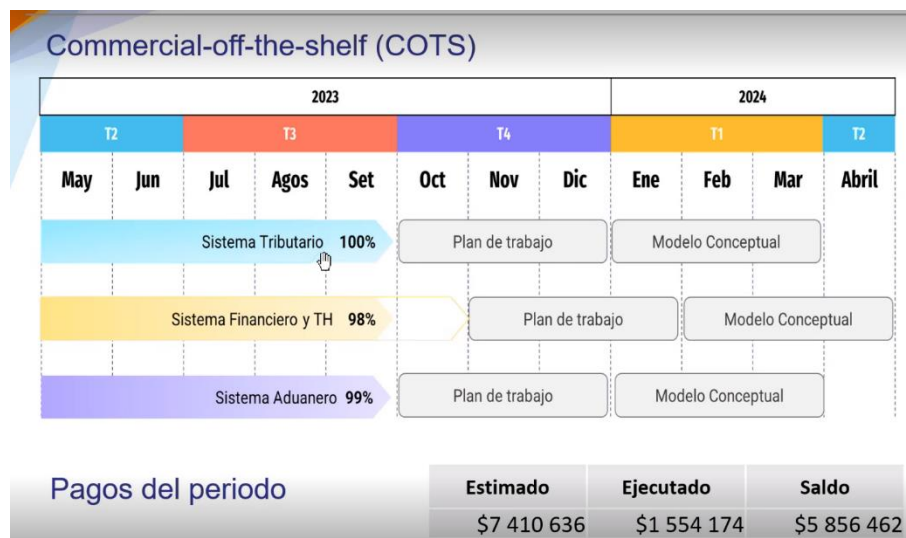 Commercial-off-the-shelf (COTS)
2023 2024
T2 T3 T4 T1 T2
May Jun Jul Agos Set Oct Nov Dic Ene Feb Mar Abril
Sistema Tributario 100% Plan de trabajo Modelo Conceptual
Sistema Financiero y TH 98% Plan de trabajo Modelo Conceptual
Sistema Aduanero 99% Plan de trabajo Modelo Conceptual
Pagos del periodo
Estimado Ejecutado Saldo
$7 410 636 $1 554 174 $5 856 462